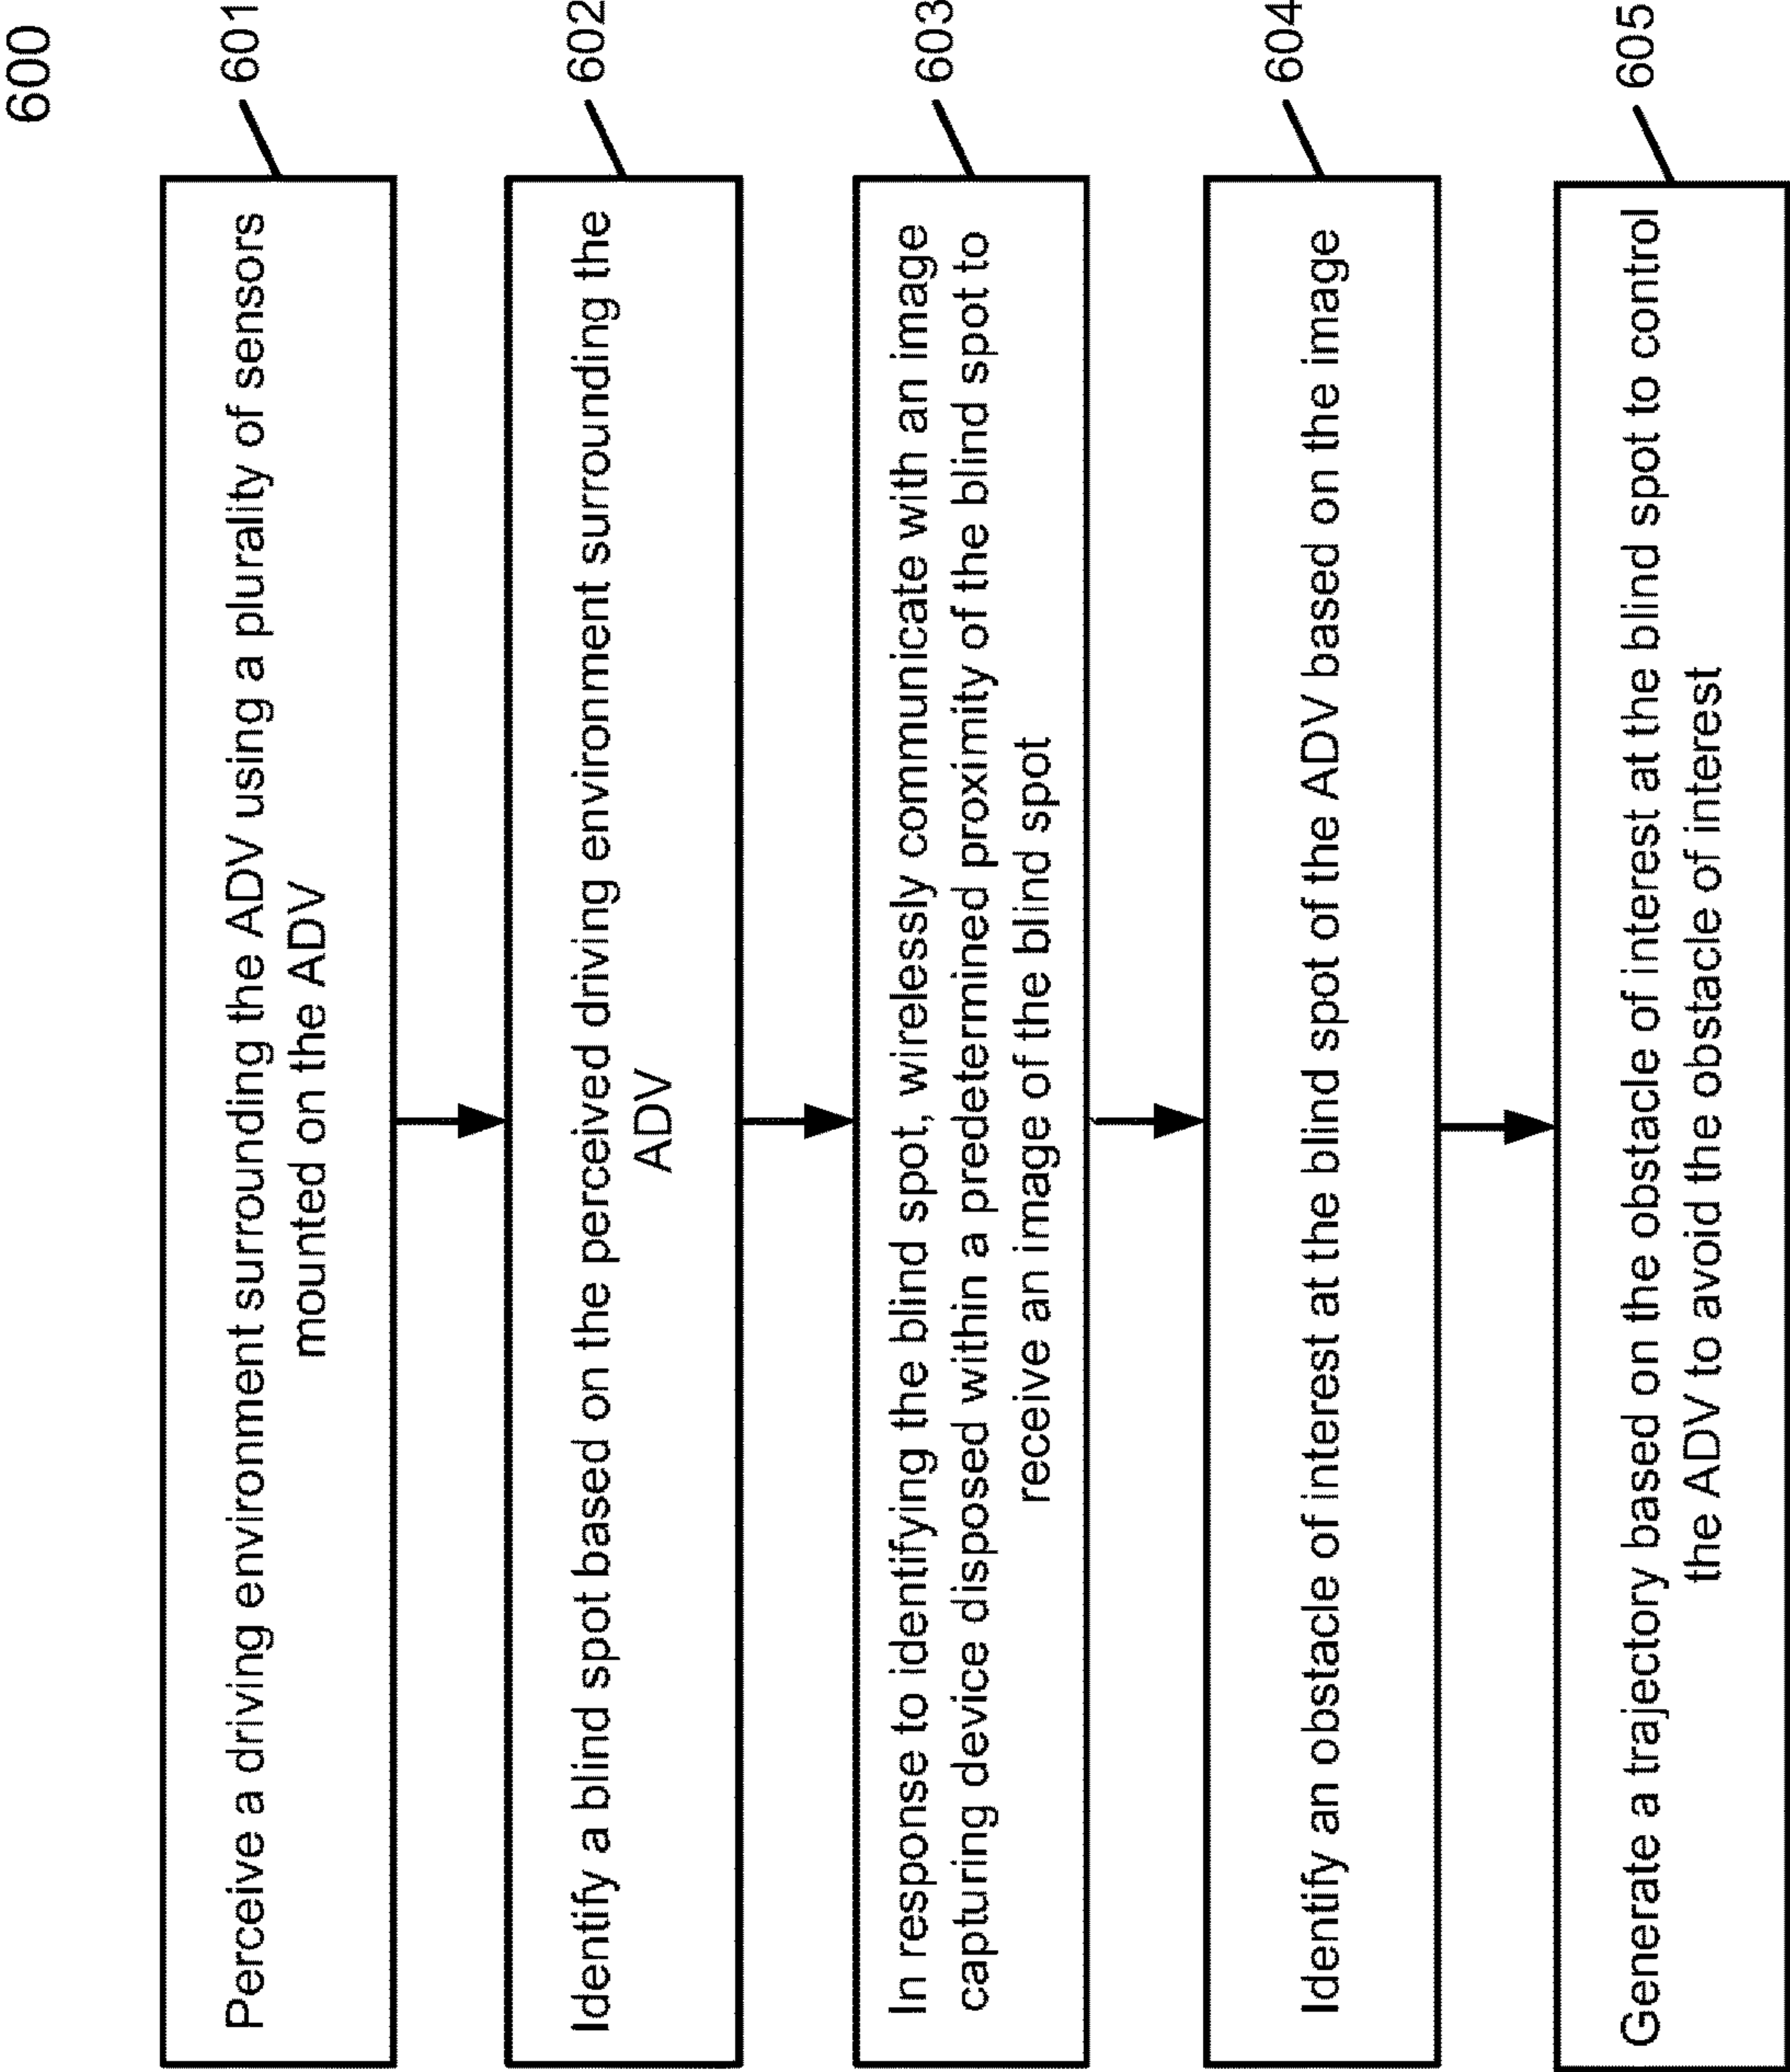 600
Perceive a driving environment surrounding the ADV using a plurality of sensors
mounted on the ADV
601
Identify a blind spot based on the perceived driving environment surrounding the
ADV
602
In response to identifying the blind spot, wirelessly communicate with an image
capturing device disposed within a predetermined proximity of the blind spot to
receive an image of the blind spot
603
Identify an obstacle of interest at the blind spot of the ADV based on the image
604
Generate a trajectory based on the obstacle of interest at the blind spot to control
the ADV to avoid the obstacle of interest
605